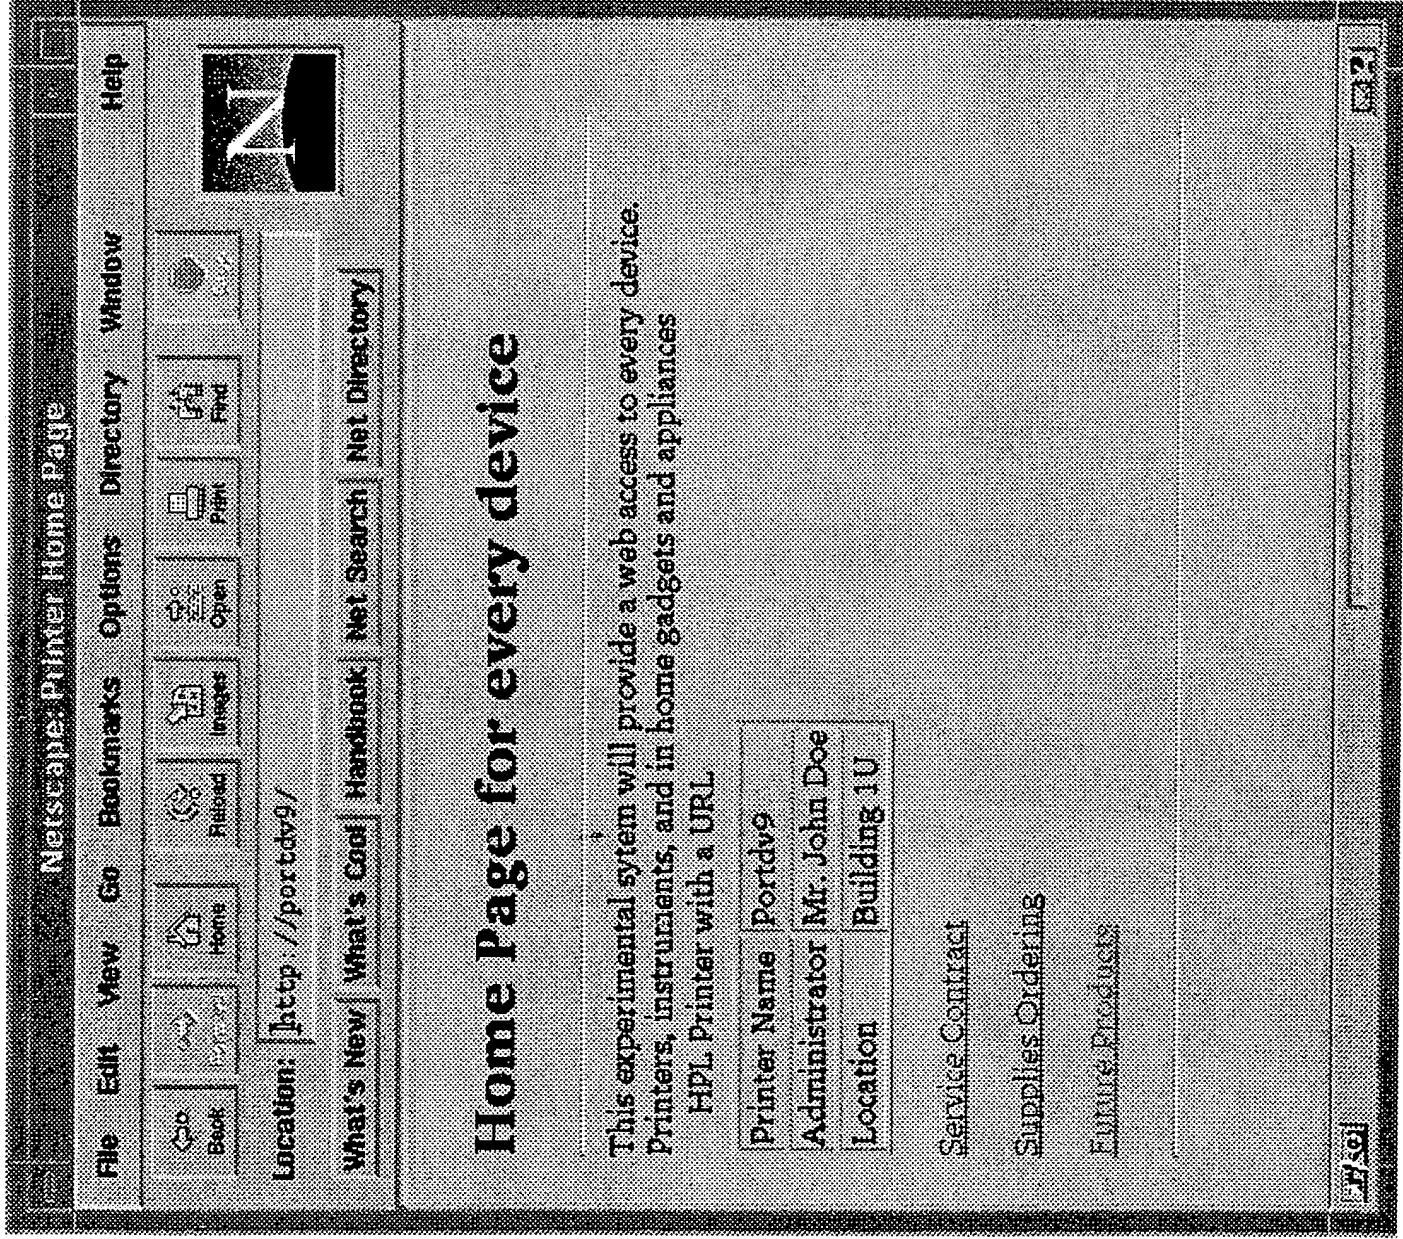 Netscape: Printer Home Page
File Edit View Go Bookmarks Options Directory Window Help
Back Home Reload Images Open Print Find
N
Location: http://portdv9/
What's New What's Cool Handbook Net Search Net Directory
Home Page for every device
This experimental sytem will provide a web access to every device.
Printers, instruments, and in home gadgets and appliances
HPL Printer with a URL
Printer Name Portdv9
Administrator Mr. John Doe
Location Building 1U
Service Contract
Supplies Ordering
Future Products